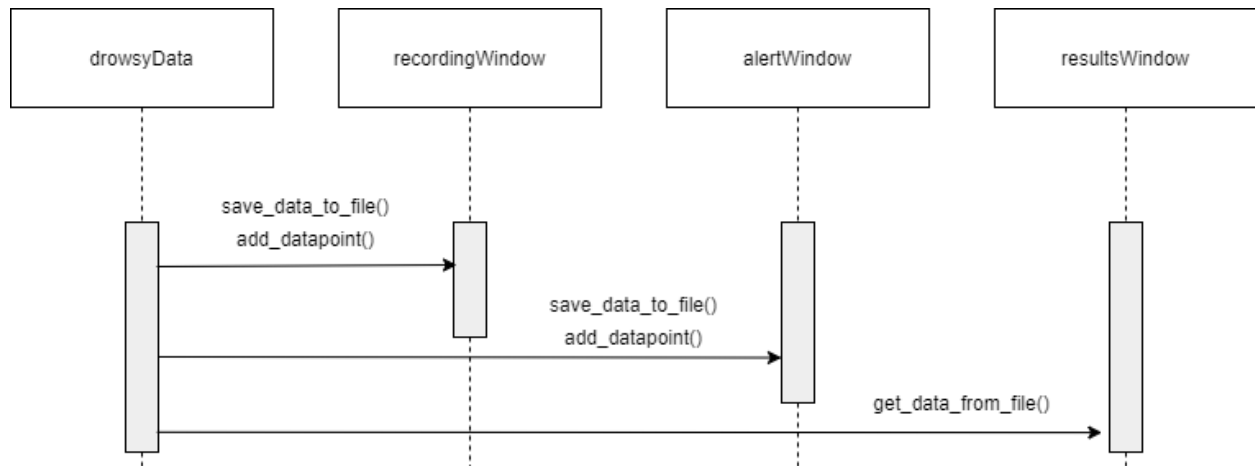 drowsyData
recordingWindow
alertWindow
resultsWindow
save_data_to_file()
add_datapoint()
save_data_to_file()
add_datapoint()
get_data_from_file()